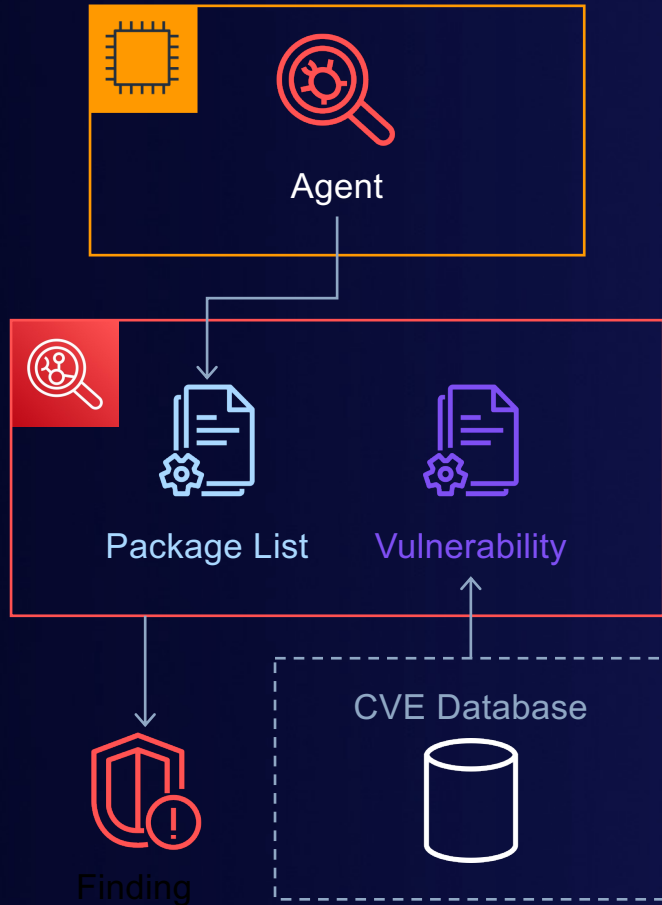 Agent
Package List
Vulnerability
CVE Database
Finding